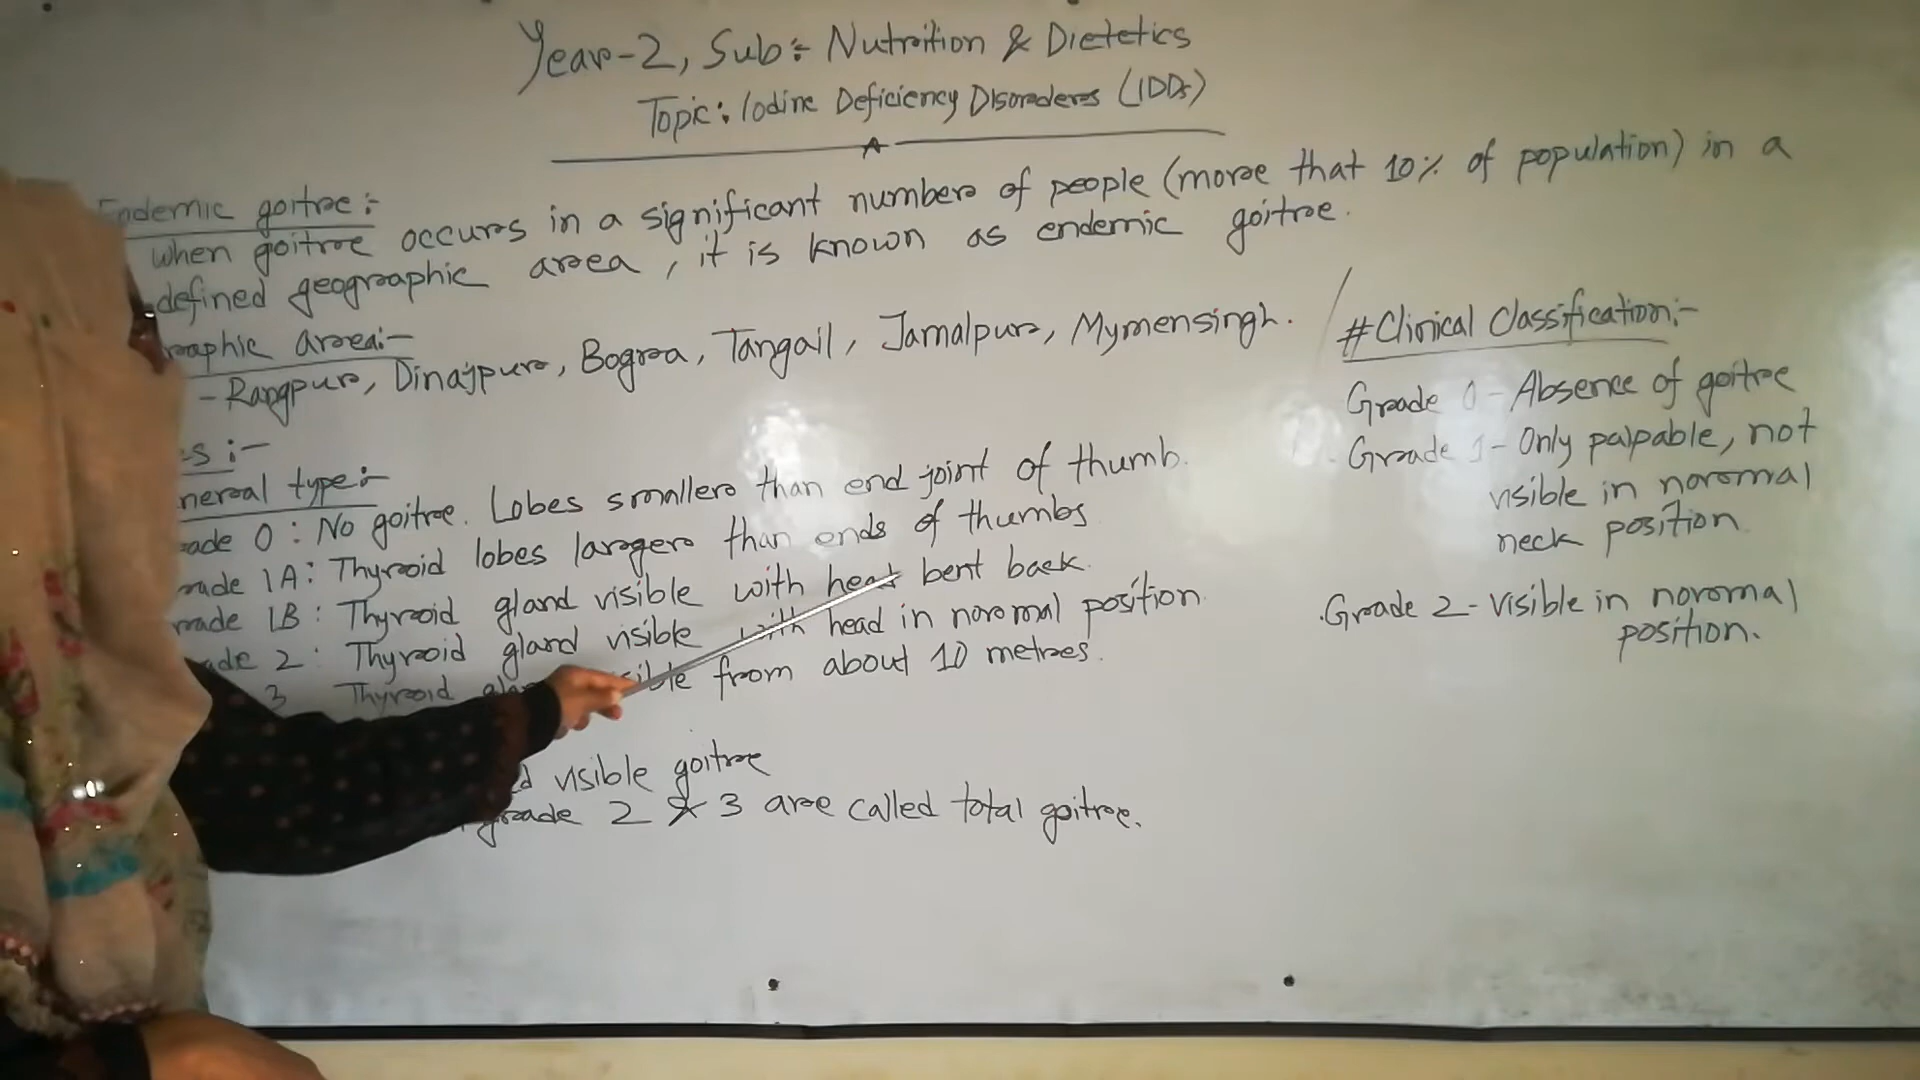 Year-2, Sub: Nutrition & Dietetics
Topic: Iodine Deficiency Disorders (IDDs)
Endemic goitre:-
when goitre occurs in a significant number of people (more that 10% of population) in a
defined geographic area, it is known as endemic goitre.
raphic area:-
- Rangpur, Dinajpur, Bogra, Tangail, Jamalpur, Mymensingh.
es:-
neral type:-
ade 0: No goitre. Lobes smaller than end joint of thumb.
rade 1A: Thyroid lobes larger than ends of thumbs
rade 1B: Thyroid gland visible with head bent back.
ade 2: Thyroid gland visible with head in normal position
3 Thyroid visible from about 10 metres.
d visible goitre
grade 2 & 3 are called total goitre.
#Clinical Classification:-
Grade 0 - Absence of goitre
Grade 1 - Only palpable, not
visible in normal
neck position
Grade 2 - visible in normal
position.